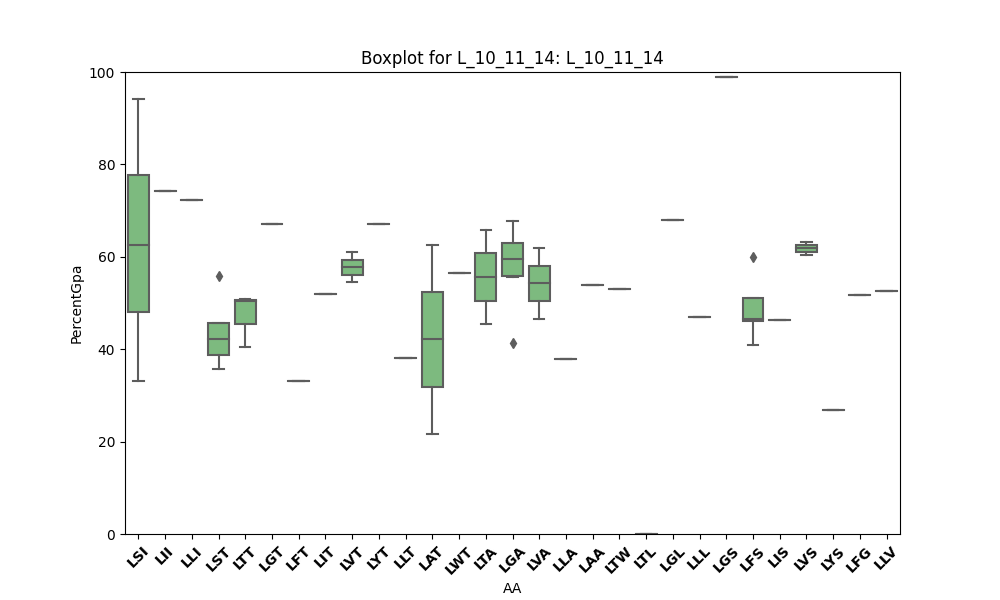 Boxplot for L_10_11_14: L_10_11_14
100
80
60
40
20
0
PercentGpa
LSI LII LLI LST LTT LGT LFT LIT LVT LYT LLT LAT LWT LTA LGA LVA LLA LAA LTW LTL LGL LLL LGS LFS LIS LVS LYS LFG LLV
AA